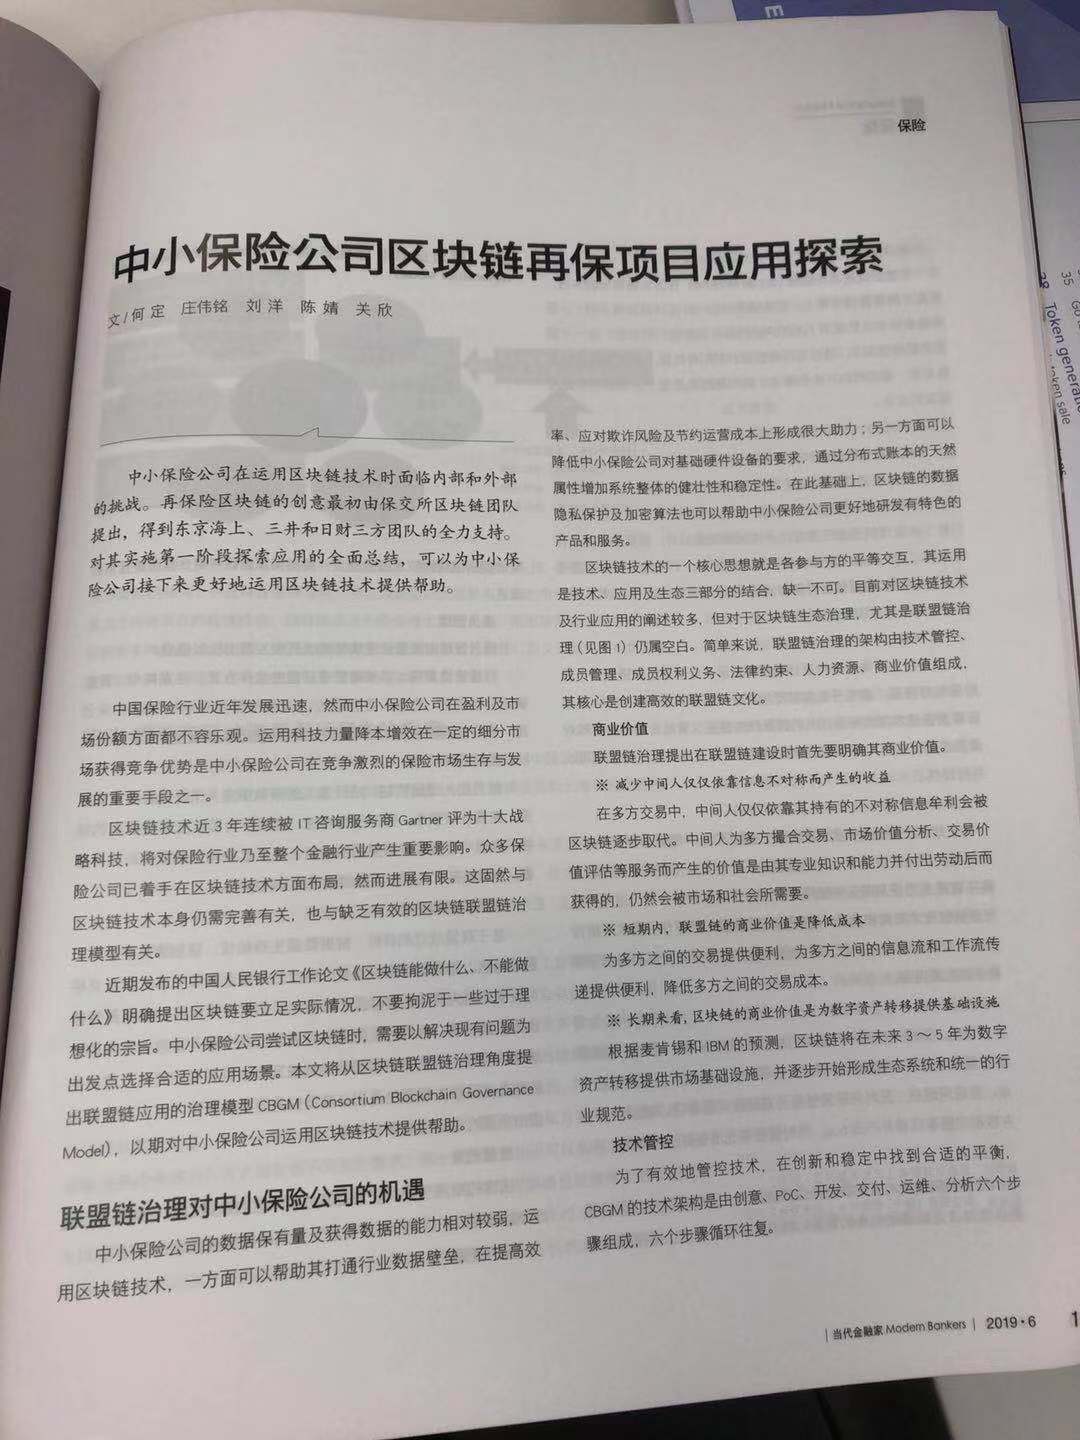 保险
中小保险公司区块链再保项目应用探索
文/何定 庄伟铭 刘洋 陈婧 关欣
中小保险公司在运用区块链技术时面临内部和外部
的挑战。再保险区块链的创意最初由保交所区块链团队
提出，得到东京海上、三井和日财三方团队的全力支持。
对其实施第一阶段探索应用的全面总结，可以为中小保
险公司接下来更好地运用区块链技术提供帮助。
中国保险行业近年发展迅速，然而中小保险公司在盈利及市
场份额方面都不容乐观。运用科技力量降本增效在一定的细分市
场获得竞争优势是中小保险公司在竞争激烈的保险市场生存与发
展的重要手段之一。
区块链技术近 3 年连续被 IT 咨询服务商 Gartner 评为十大战
略科技，将对保险行业乃至整个金融行业产生重要影响。众多保
险公司已着手在区块链技术方面布局，然而进展有限。这固然与
区块链技术本身仍需完善有关，也与缺乏有效的区块链联盟链治
理模型有关。
近期发布的中国人民银行工作论文《区块链能做什么、不能做
什么》明确提出区块链要立足实际情况，不要拘泥于一些过于理
想化的宗旨。中小保险公司尝试区块链时，需要以解决现有问题为
出发点选择合适的应用场景。本文将从区块链联盟链治理角度提
出联盟链应用的治理模型 CBGM（Consortium Blockchain Governance
Model），以期对中小保险公司运用区块链技术提供帮助。
联盟链治理对中小保险公司的机遇
中小保险公司的数据保有量及获得数据的能力相对较弱，运
用区块链技术，一方面可以帮助其打通行业数据壁垒，在提高效
率、应对欺诈风险及节约运营成本上形成很大助力；另一方面可以
降低中小保险公司对基础硬件设备的要求，通过分布式账本的天然
属性增加系统整体的健壮性和稳定性。在此基础上，区块链的数据
隐私保护及加密算法也可以帮助中小保险公司更好地研发有特色的
产品和服务。
区块链技术的一个核心思想就是各参与方的平等交互，其运用
是技术、应用及生态三部分的结合，缺一不可。目前对区块链技术
及行业应用的阐述较多，但对于区块链生态治理，尤其是联盟链治
理（见图 1）仍属空白。简单来说，联盟链治理的架构由技术管控、
成员管理、成员权利义务、法律约束、人力资源、商业价值组成，
其核心是创建高效的联盟链文化。
商业价值
联盟链治理提出在联盟链建设时首先要明确其商业价值。
※ 减少中间人仅仅依靠信息不对称而产生的收益
在多方交易中，中间人仅仅依靠其持有的不对称信息牟利会被
区块链逐步取代。中间人为多方撮合交易、市场价值分析、交易价
值评估等服务而产生的价值是由其专业知识和能力并付出劳动后而
获得的，仍然会被市场和社会所需要。
※ 短期内，联盟链的商业价值是降低成本
为多方之间的交易提供便利，为多方之间的信息流和工作流传
递提供便利，降低多方之间的交易成本。
※ 长期来看，区块链的商业价值是为数字资产转移提供基础设施
根据麦肯锡和 IBM 的预测，区块链将在未来 3～5 年为数字
资产转移提供市场基础设施，并逐步开始形成生态系统和统一的行
业规范。
技术管控
为了有效地管控技术，在创新和稳定中找到合适的平衡，
CBGM 的技术架构是由创意、PoC、开发、交付、运维、分析六个步
骤组成，六个步骤循环往复。
| 当代金融家 Modern Bankers | 2019·6
E
35
38 Token
token sale